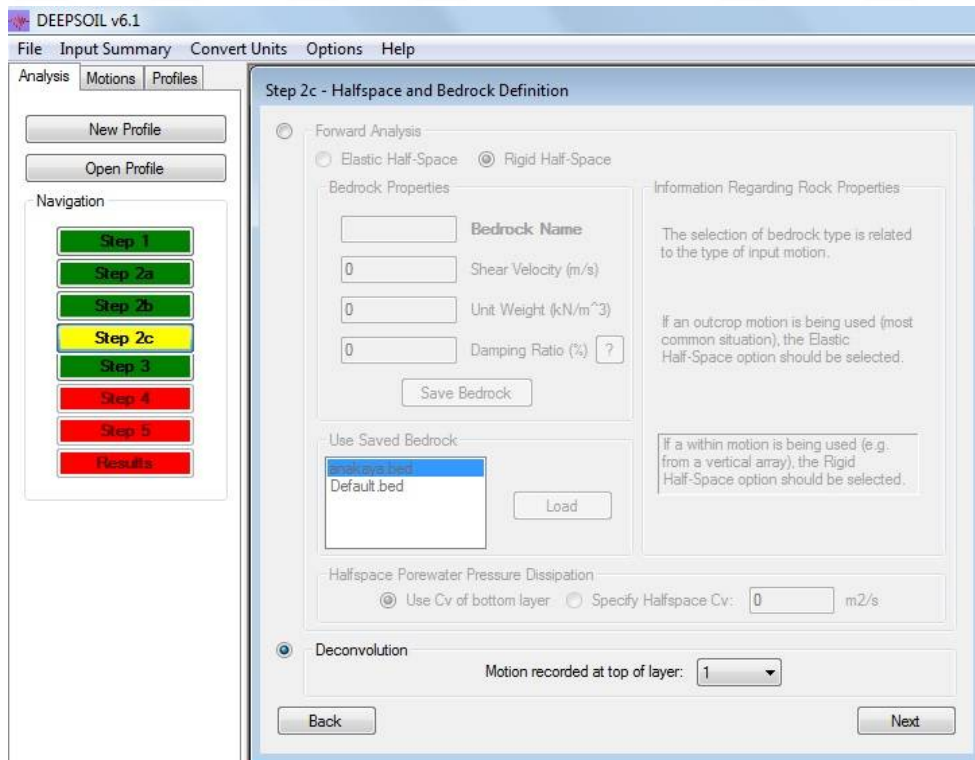 DEEPSOIL v6.1
File Input Summary Convert Units Options Help
Analysis Motions Profiles
New Profile
Open Profile
Navigation
Step 1
Step 2a
Step 2b
Step 2c
Step 3
Step 4
Step 5
Results
Step 2c - Halfspace and Bedrock Definition
Forward Analysis
Elastic Half-Space Rigid Half-Space
Bedrock Properties
Bedrock Name
0 Shear Velocity (m/s)
0 Unit Weight (kN/m^3)
0 Damping Ratio (%) ?
Save Bedrock
Use Saved Bedrock
anakaya.bed
Default.bed
Load
Information Regarding Rock Properties
The selection of bedrock type is related
to the type of input motion.
If an outcrop motion is being used (most
common situation), the Elastic
Half-Space option should be selected.
If a within motion is being used (e.g.
from a vertical array), the Rigid
Half-Space option should be selected.
Halfspace Porewater Pressure Dissipation
Use Cv of bottom layer Specify Halfspace Cv: 0 m2/s
Deconvolution
Motion recorded at top of layer: 1
Back Next